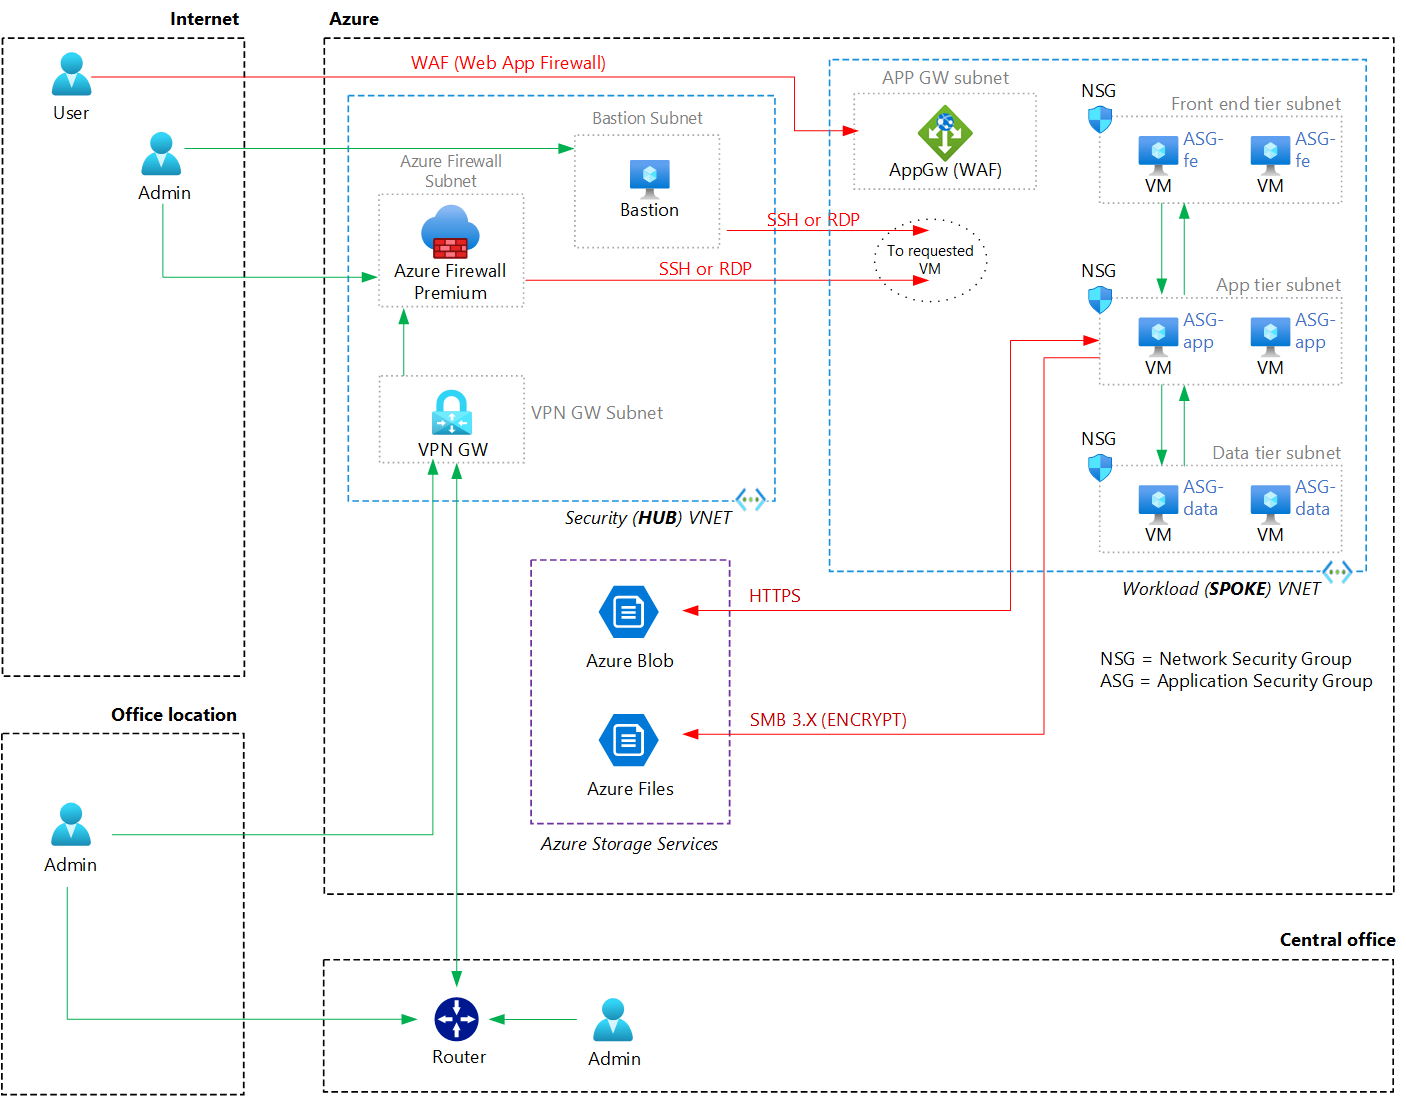 Internet
Azure
WAF (Web App Firewall)
User
Admin
APP GW subnet
AppGw (WAF)
NSG
Front end tier subnet
ASG-
fe
VM
ASG-
fe
VM
Bastion Subnet
Bastion
Azure Firewall
Subnet
Azure Firewall
Premium
SSH or RDP
SSH or RDP
To requested
VM
NSG
App tier subnet
ASG-
app
VM
ASG-
app
VM
VPN GW Subnet
VPN GW
NSG
Data tier subnet
ASG-
data
VM
ASG-
data
VM
Security (HUB) VNET
Workload (SPOKE) VNET
HTTPS
Azure Blob
SMB 3.X (ENCRYPT)
Azure Files
Azure Storage Services
NSG = Network Security Group
ASG = Application Security Group
Office location
Admin
Central office
Router
Admin